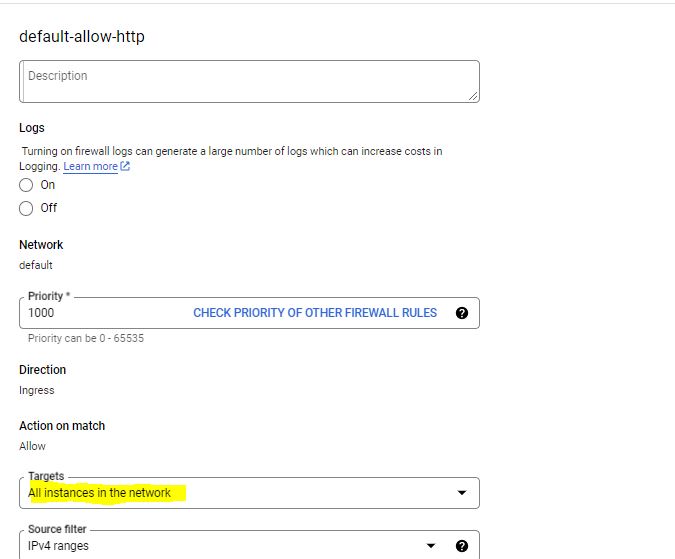 default-allow-http
Description
Logs
Turning on firewall logs can generate a large number of logs which can increase costs in
Logging. Learn more
On
Off
Network
default
Priority *
1000 CHECK PRIORITY OF OTHER FIREWALL RULES
Priority can be 0 - 65535
Direction
Ingress
Action on match
Allow
Targets
All instances in the network
Source filter
IPv4 ranges